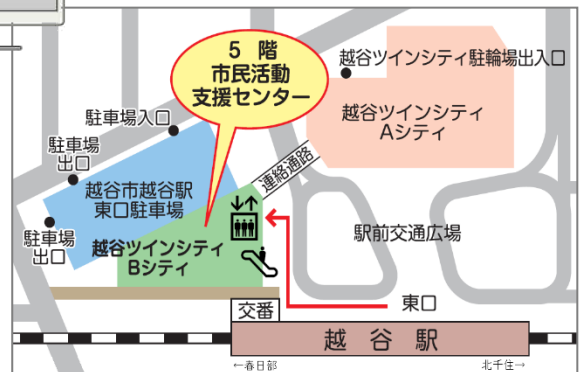 5 階
市民活動
支援センター
越谷ツインシティ駐輪場出入口
越谷ツインシティ
Aシティ
駐車場入口
駐車場
出口
連絡通路
越谷市越谷駅
東口駐車場
駐車場
出口
越谷ツインシティ
Bシティ
駅前交通広場
交番
東口
越 谷 駅
←春日部
北千住→